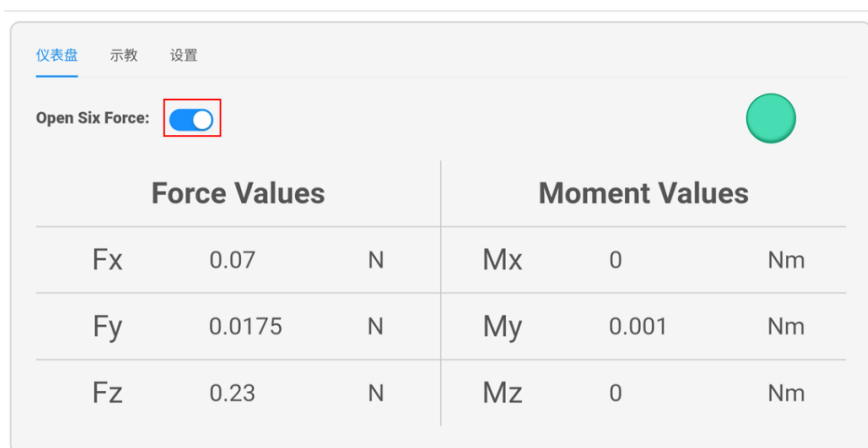 仪表盘 示教 设置
Open Six Force:
Force Values Moment Values
Fx 0.07 N Mx 0 Nm
Fy 0.0175 N My 0.001 Nm
Fz 0.23 N Mz 0 Nm